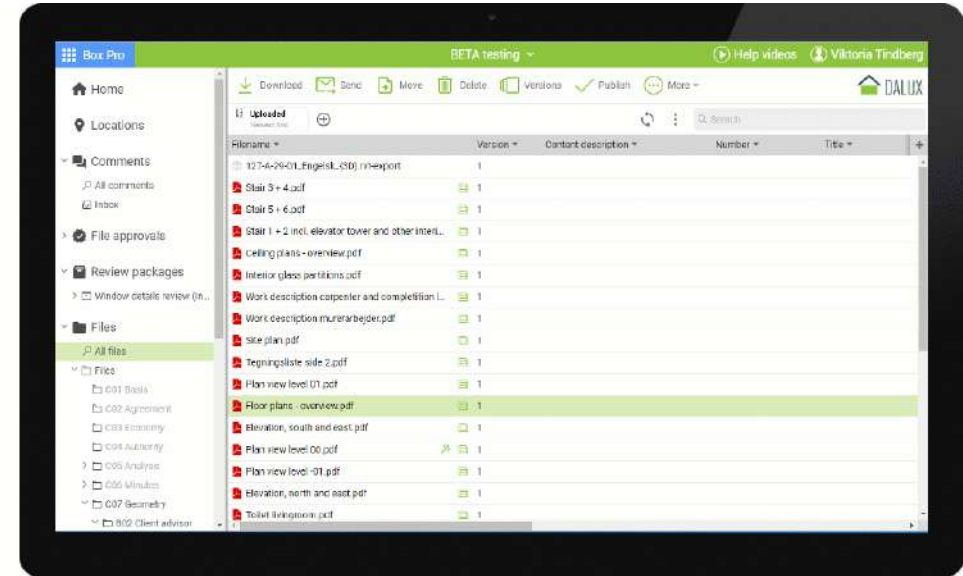 Box Pro
BETA testing
Help videos
Viktoria Tindberg
Home
Locations
Comments
All comments
Inbox
File approvals
Review packages
Window details review (In...
Files
All files
Files
C01 Basis
C02 Agreement
C03 Economy
C04 Authority
C05 Analysis
C06 Minutes
C07 Geometry
B02 Client advisor
Download
Send
Move
Delete
Versions
Publish
More
DALUX
Uploaded
Search
Filename
Version
Content description
Number
Title
+
127-A-29-01_Engelsk_(3D).rvt-export 1
Stair 3 + 4.pdf 1
Stair 5 + 6.pdf 1
Stair 1 + 2 incl. elevator tower and other interi... 1
Ceiling plans - overview.pdf 1
Interior glass partitions.pdf 1
Work description carpenter and completition i... 1
Work description murerarbejder.pdf 1
Site plan.pdf 1
Tegningsliste side 2.pdf 1
Plan view level 01.pdf 1
Floor plans - overview.pdf 1
Elevation, south and east.pdf 1
Plan view level 00.pdf 1
Plan view level -01.pdf 1
Elevation, north and east.pdf 1
Toilet livingroom.pdf 1